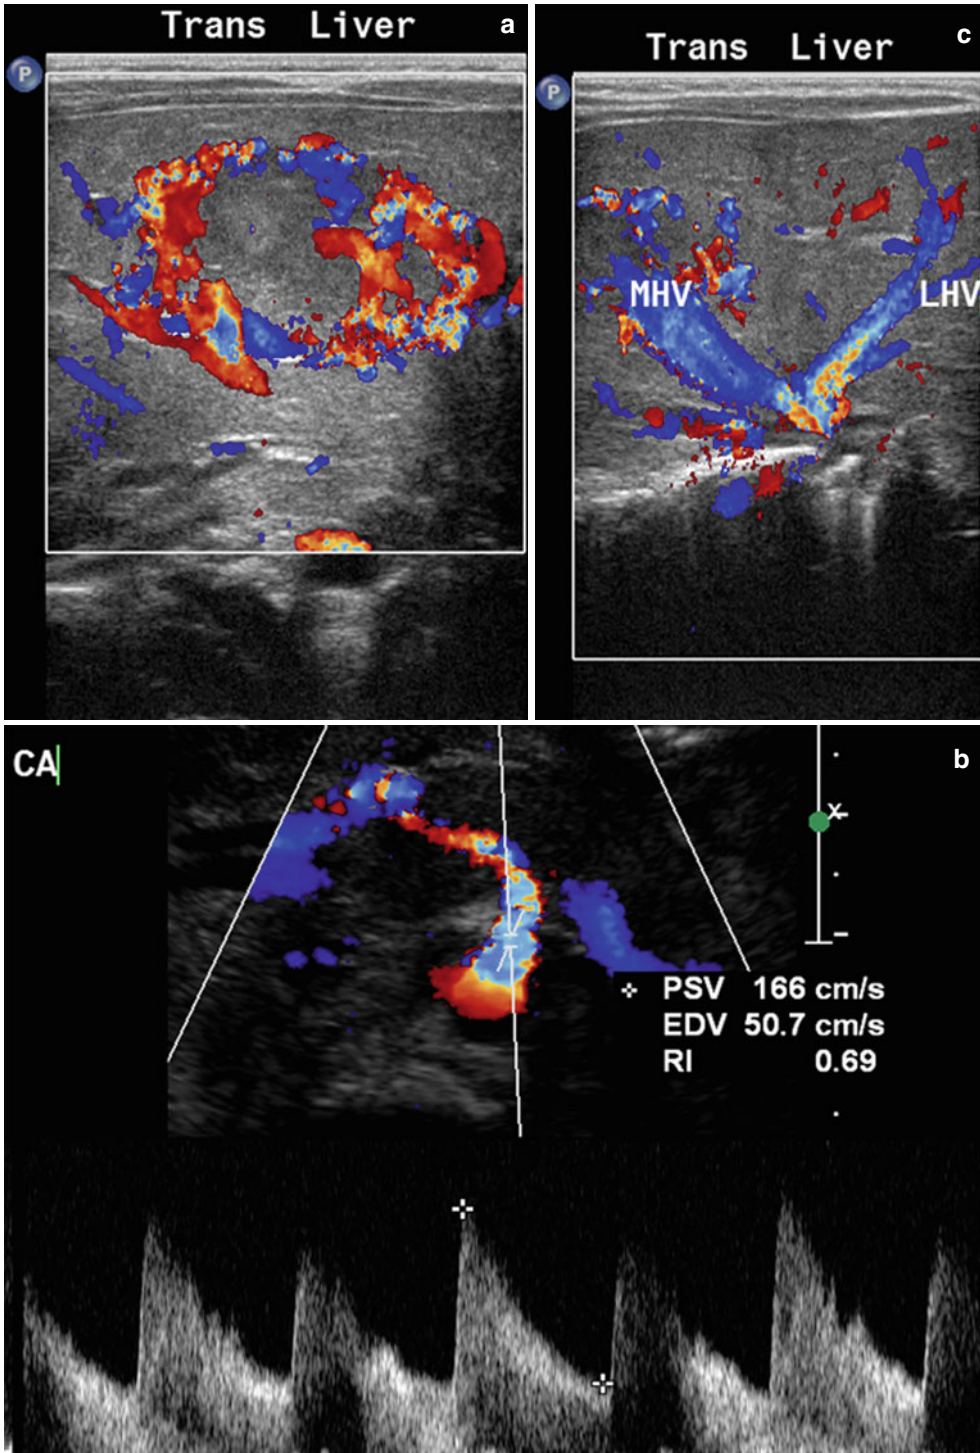 Trans Liver
a
P
Trans Liver
c
P
MHV
LHV
CA
b
X
PSV 166 cm/s
EDV 50.7 cm/s
RI 0.69